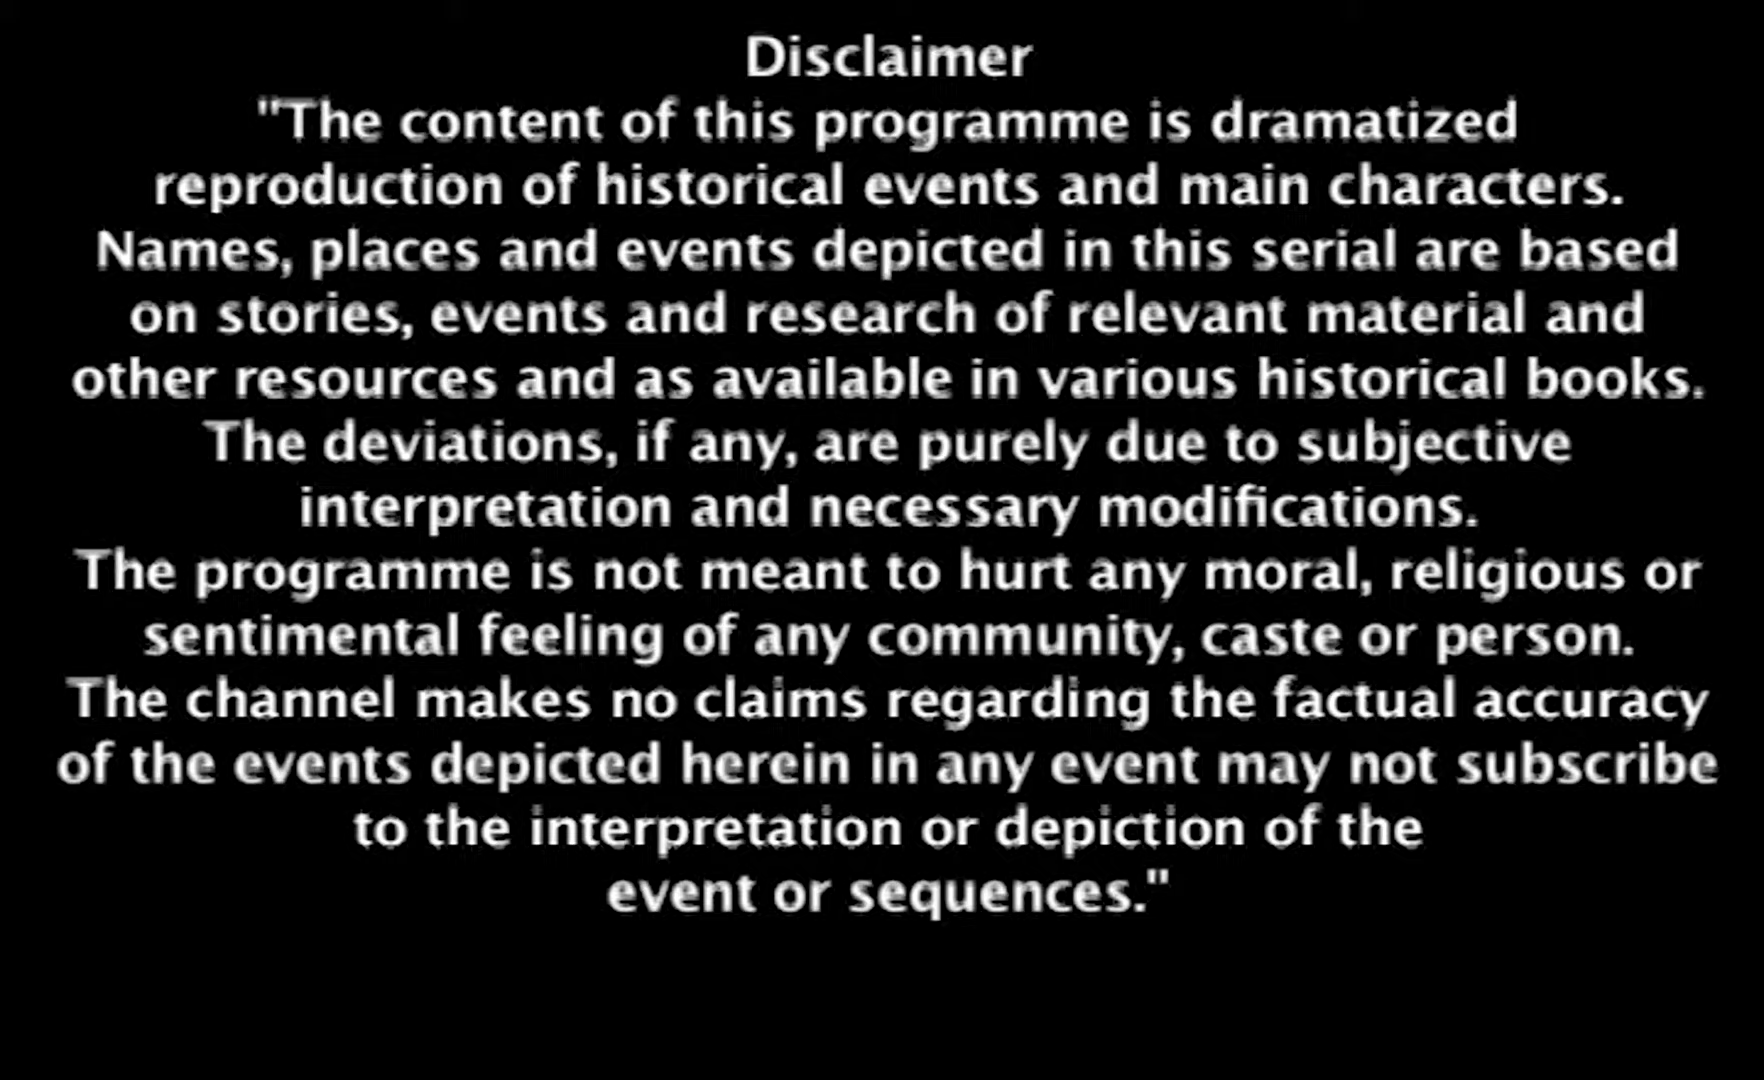 Disclaimer
"The content of this programme is dramatized
reproduction of historical events and main characters.
Names, places and events depicted in this serial are based
on stories, events and research of relevant material and
other resources and as available in various historical books.
The deviations, if any, are purely due to subjective
interpretation and necessary modifications.
The programme is not meant to hurt any moral, religious or
sentimental feeling of any community, caste or person.
The channel makes no claims regarding the factual accuracy
of the events depicted herein in any event may not subscribe
to the interpretation or depiction of the
event or sequences."